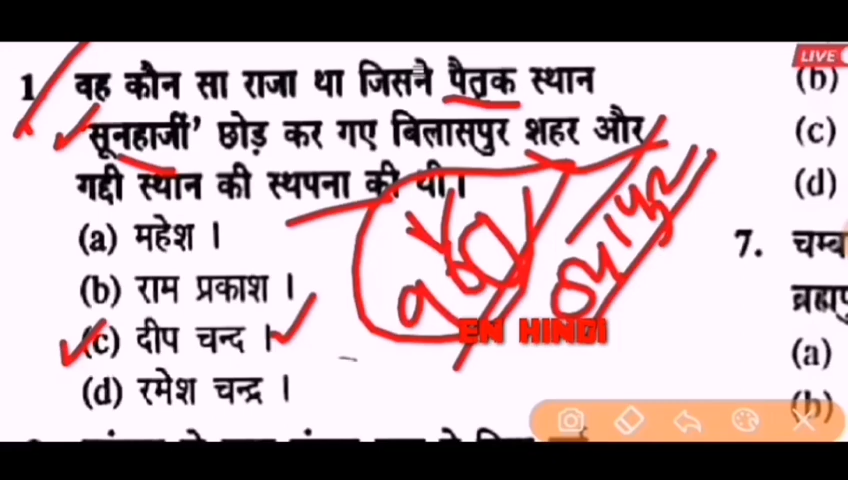 LIVE
1 वह कौन सा राजा था जिसने पैतृक स्थान
सूनहाजीं' छोड़ कर गए बिलासपुर शहर और
गद्दी स्थान की स्थपना की थी।
(a) महेश ।
(b) राम प्रकाश ।
(c) दीप चन्द ।
(d) रमेश चन्द्र ।
EN HINDI
(b)
(c)
(d)
7. चम्ब
(a)
(b)